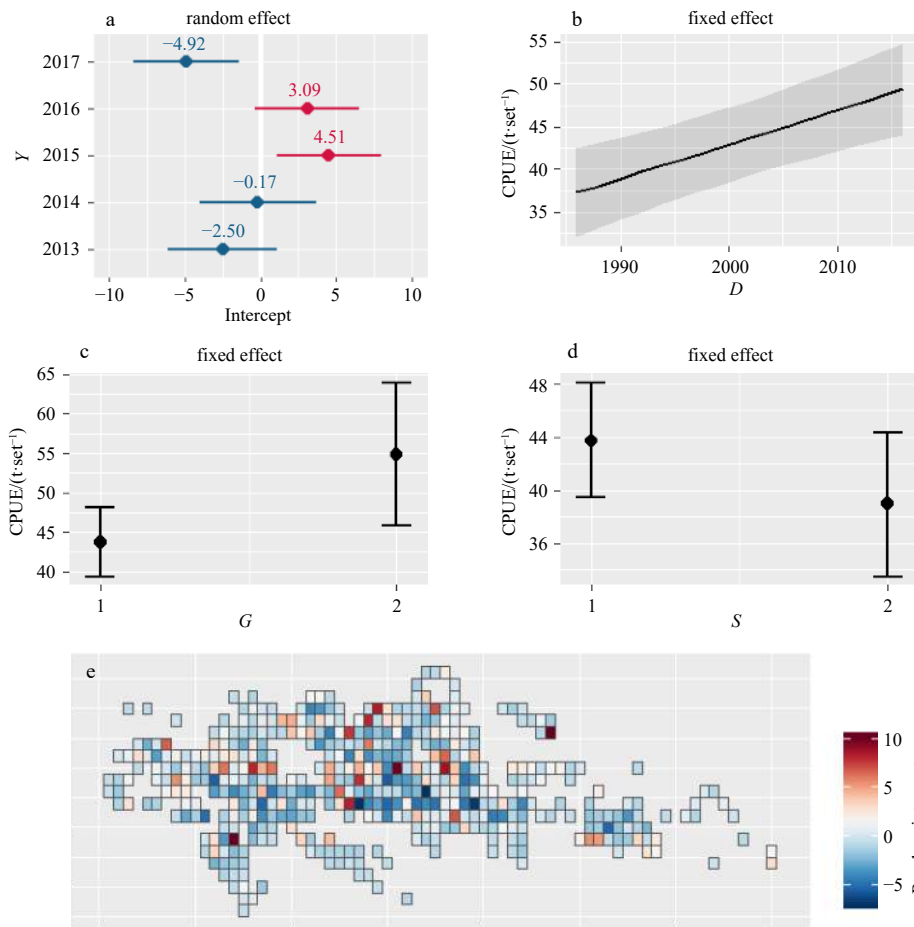 a
random effect
−4.92
2017
3.09
2016
4.51
2015
Y
−0.17
2014
−2.50
2013
−10
−5
0
5
10
Intercept
b
fixed effect
55
50
45
40
35
CPUE/(t·set⁻¹)
1990
2000
2010
D
c
fixed effect
65
60
55
50
45
40
CPUE/(t·set⁻¹)
1
2
G
d
fixed effect
48
44
40
36
CPUE/(t·set⁻¹)
1
2
S
e
10
5
0
−5